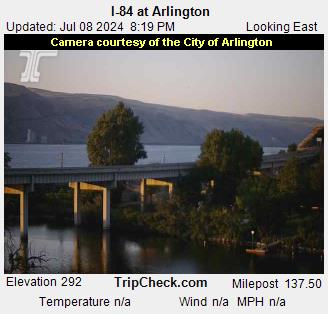 I-84 at Arlington
Updated: Jul 08 2024 8:19 PM Looking East
Camera courtesy of the City of Arlington
Elevation 292 TripCheck.com Milepost 137.50
Temperature n/a Wind n/a MPH n/a